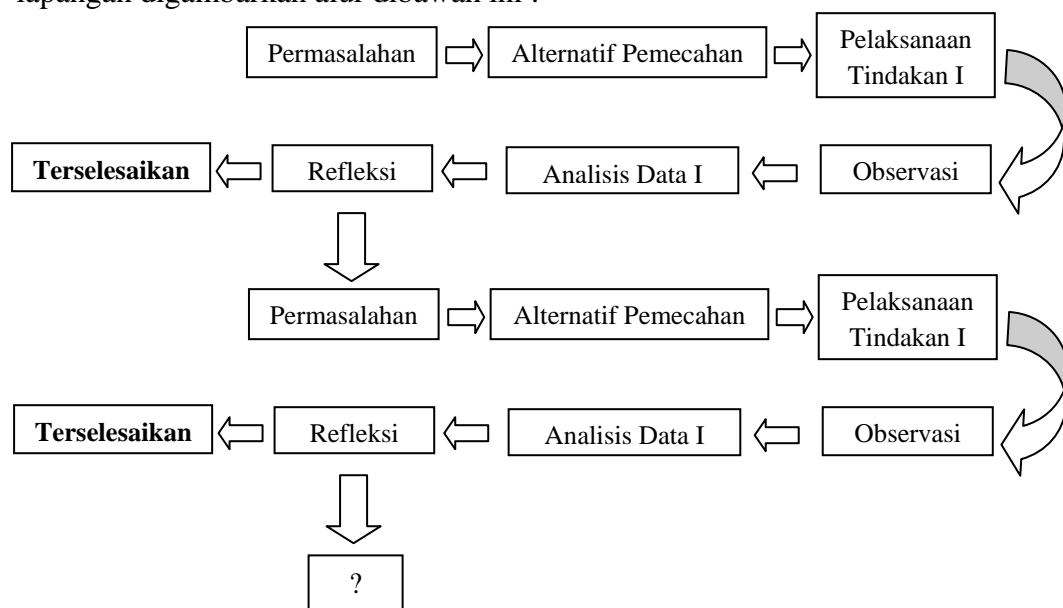 lapangan digambarkan alur dibawah ini :
Permasalahan
Alternatif Pemecahan
Pelaksanaan
Tindakan I
Terselesaikan
Refleksi
Analisis Data I
Observasi
Permasalahan
Alternatif Pemecahan
Pelaksanaan
Tindakan I
Terselesaikan
Refleksi
Analisis Data I
Observasi
?